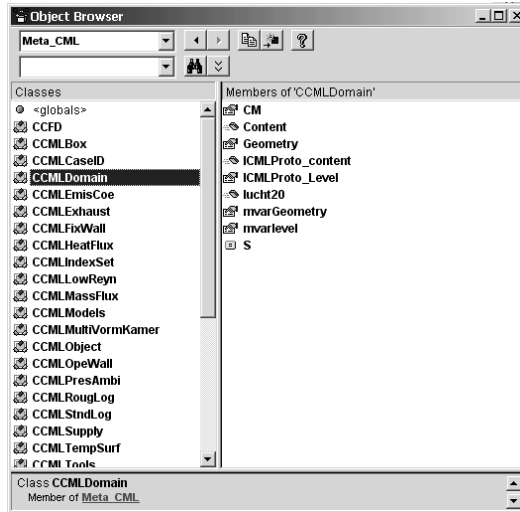 Object Browser
Meta_CML
Classes
<globals>
CCFD
CCMLBox
CCMLCaseID
CCMLDomain
CCMLEmisCoe
CCMLExhaust
CCMLFixWall
CCMLHeatFlux
CCMLIndexSet
CCMLLowReyn
CCMLMassFlux
CCMLModels
CCMLMultiVormKamer
CCMLObject
CCMLOpeWall
CCMLPresAmbi
CCMLRougLog
CCMLStndLog
CCMLSupply
CCMLTempSurf
CCMLTools
Members of 'CCMLDomain'
CM
Content
Geometry
ICMLProto_content
ICMLProto_Level
lucht20
mvarGeometry
mvarlevel
S
Class CCMLDomain
Member of Meta_CML